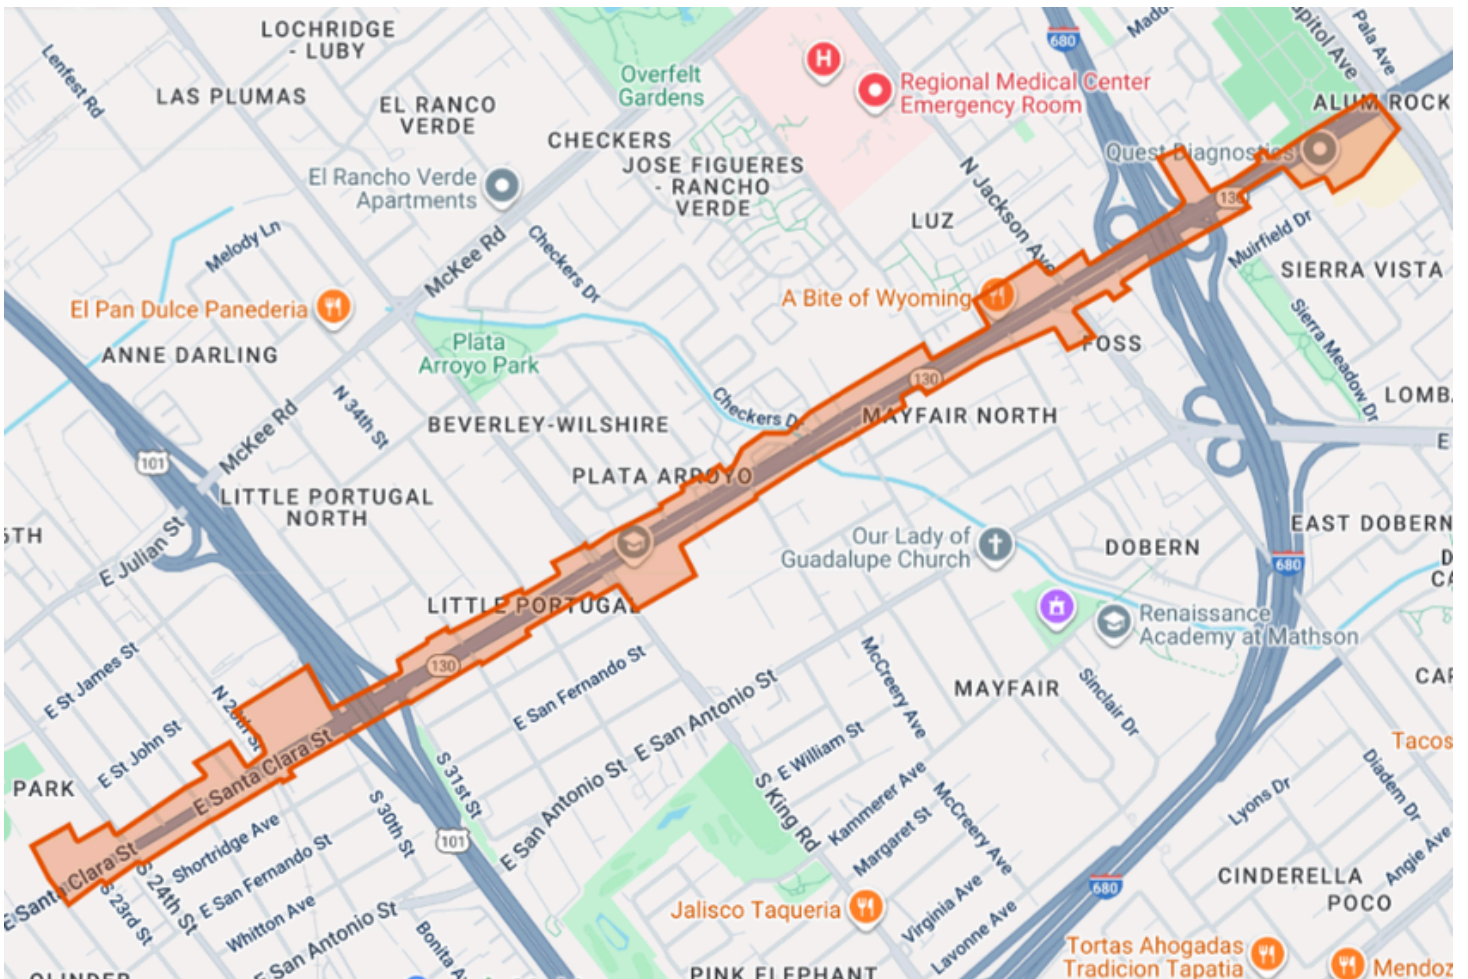 LOCHRIDGE
- LUBY
Lenfest Rd
LAS PLUMAS
EL RANCO
VERDE
CHECKERS
Overfelt
Gardens
H
Regional Medical Center
Emergency Room
680
Pala Ave
ALUM ROCK
Quest Diagnostics
JOSE FIGUERES
- RANCHO
VERDE
El Rancho Verde
Apartments
N Jackson Ave
LUZ
130
Muirfield Dr
SIERRA VISTA
Melody Ln
McKee Rd
Checkers Dr
El Pan Dulce Panederia
A Bite of Wyoming
Sierra Meadow Dr
ANNE DARLING
Plata
Arroyo Park
FOSS
130
N 34th St
Checkers D
LOMB
BEVERLEY-WILSHIRE
MAYFAIR NORTH
McKee Rd
E
101
PLATA ARROYO
LITTLE PORTUGAL
NORTH
EAST DOBERN
E Julian St
Our Lady of
Guadalupe Church
DOBERN
680
D
CA
LITTLE PORTUGAL
Renaissance
Academy at Mathson
130
E St James St
E San Fernando St
McCreery Ave
MAYFAIR
Sinclair Dr
N 28th St
E San Antonio St
E St John St
E William St
Tacos
E Santa Clara St
S 31st St
E San Antonio St
S King Rd
Kammerer Ave
McCreery Ave
Diadem Dr
PARK
Lyons Dr
S 30th St
101
Shortridge Ave
Margaret St
Angie Ave
E Santa Clara St
S 24th St
S 23rd St
E San Fernando St
680
CINDERELLA
POCO
Whitton Ave
E San Antonio St
Jalisco Taqueria
Virginia Ave
Lavonne Ave
Bonita A
Tortas Ahogadas
Tradicion Tapatia
Mendoz
PINK ELEPHANT